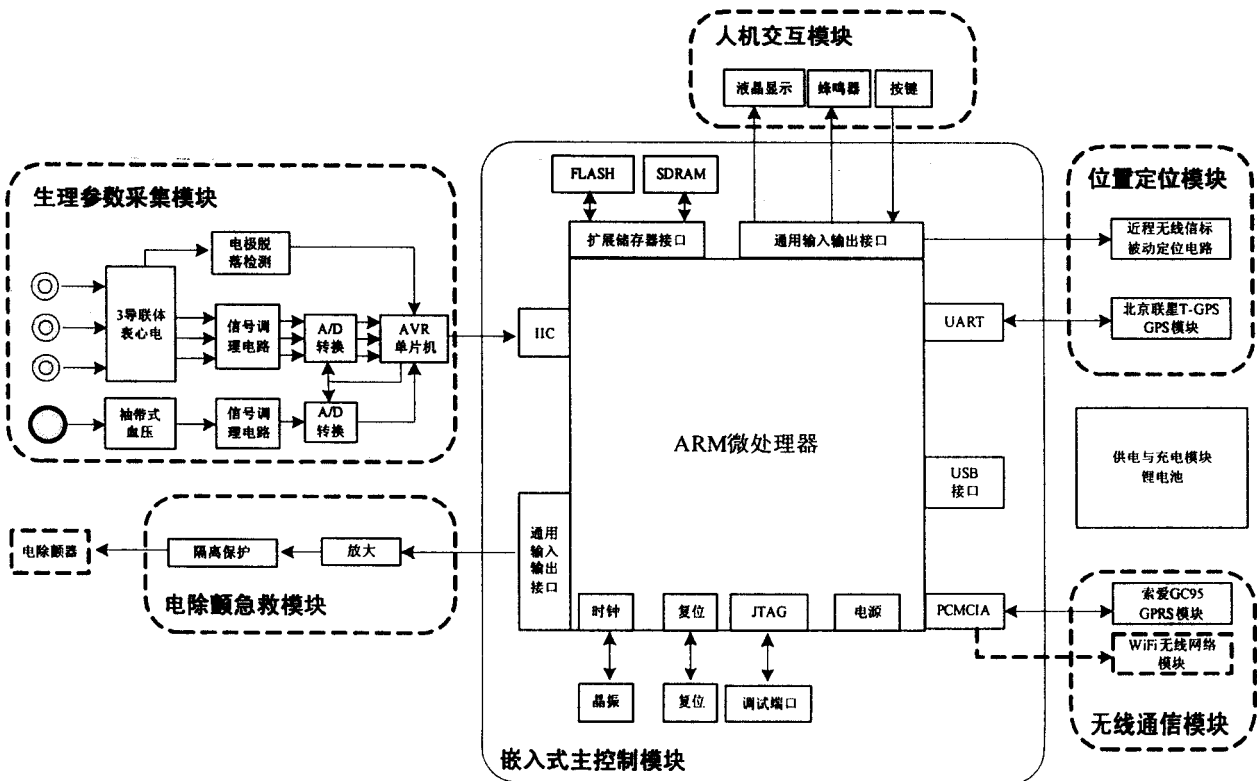 人机交互模块
液晶显示
蜂鸣器
按键
生理参数采集模块
电极脱
落检测
3导联体
表心电
信号调
理电路
A/D
转换
AVR
单片机
袖带式
血压
信号调
理电路
A/D
转换
FLASH
SDRAM
扩展储存器接口
通用输入输出接口
IIC
UART
ARM微处理器
USB
接口
通用
输入
输出
接口
时钟
复位
JTAG
电源
PCMCIA
晶振
复位
调试端口
嵌入式主控制模块
位置定位模块
近程无线信标
被动定位电路
北京联星T-GPS
GPS模块
供电与充电模块
锂电池
电除颤器
隔离保护
放大
电除颤急救模块
索爱GC95
GPRS模块
WiFi无线网络
模块
无线通信模块